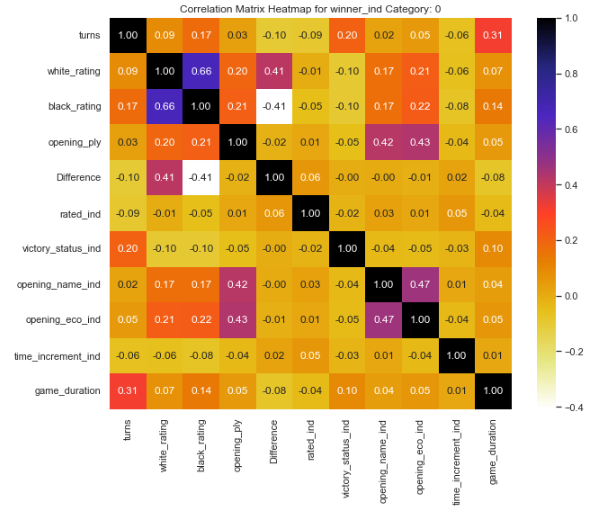 Correlation Matrix Heatmap for winner_ind Category: 0
turns 1.00 0.09 0.17 0.03 -0.10 -0.09 0.20 0.02 0.05 -0.06 0.31
white_rating 0.09 1.00 0.66 0.20 0.41 -0.01 -0.10 0.17 0.21 -0.06 0.07
black_rating 0.17 0.66 1.00 0.21 -0.41 -0.05 -0.10 0.17 0.22 -0.08 0.14
opening_ply 0.03 0.20 0.21 1.00 -0.02 0.01 -0.05 0.42 0.43 -0.04 0.05
Difference -0.10 0.41 -0.41 -0.02 1.00 0.06 -0.00 -0.00 -0.01 0.02 -0.08
rated_ind -0.09 -0.01 -0.05 0.01 0.06 1.00 -0.02 0.03 0.01 0.05 -0.04
victory_status_ind 0.20 -0.10 -0.10 -0.05 -0.00 -0.02 1.00 -0.04 -0.05 -0.03 0.10
opening_name_ind 0.02 0.17 0.17 0.42 -0.00 0.03 -0.04 1.00 0.47 0.01 0.04
opening_eco_ind 0.05 0.21 0.22 0.43 -0.01 0.01 -0.05 0.47 1.00 -0.04 0.05
time_increment_ind -0.06 -0.06 -0.08 -0.04 0.02 0.05 -0.03 0.01 -0.04 1.00 0.01
game_duration 0.31 0.07 0.14 0.05 -0.08 -0.04 0.10 0.04 0.05 0.01 1.00
turns
white_rating
black_rating
opening_ply
Difference
rated_ind
victory_status_ind
opening_name_ind
opening_eco_ind
time_increment_ind
game_duration
1.0
0.8
0.6
0.4
0.2
0.0
-0.2
-0.4